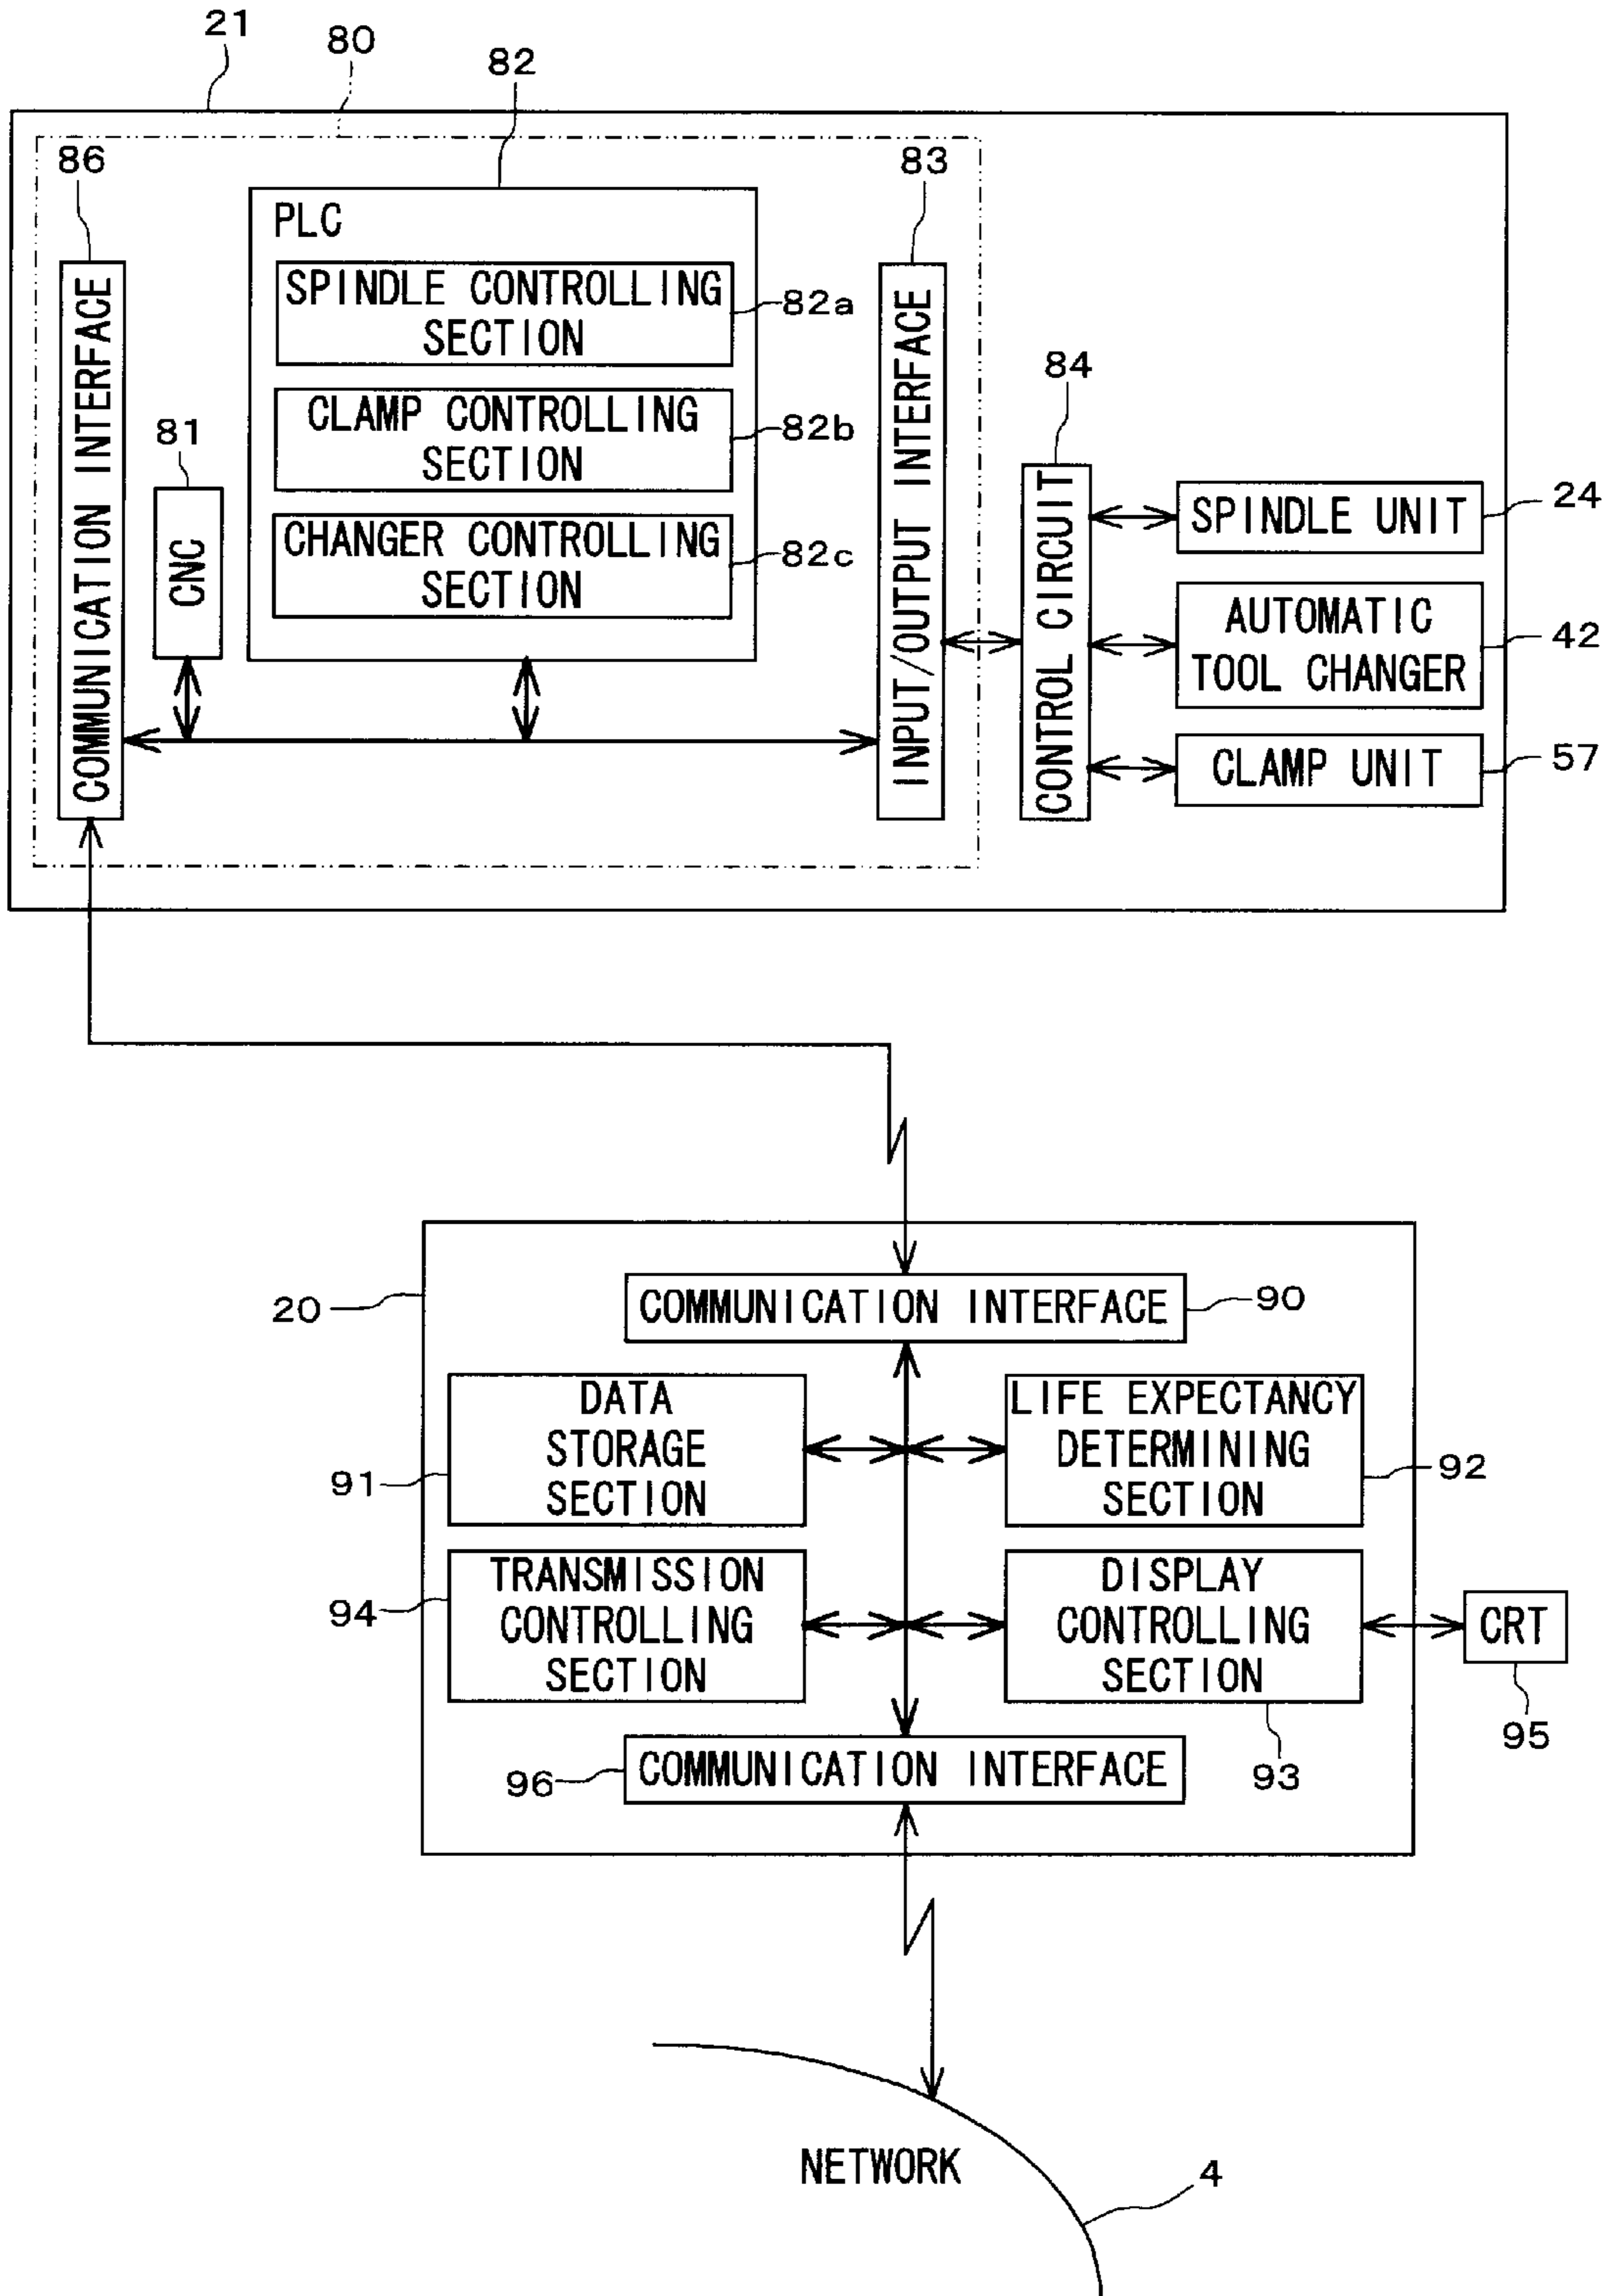 21
80
82
86
83
PLC
SPINDLE CONTROLLING
SECTION
82a
CLAMP CONTROLLING
SECTION
82b
CHANGER CONTROLLING
SECTION
82c
81
CNC
COMMUNICATION INTERFACE
INPUT/OUTPUT INTERFACE
84
CONTROL CIRCUIT
SPINDLE UNIT
24
AUTOMATIC
TOOL CHANGER
42
CLAMP UNIT
57
20
COMMUNICATION INTERFACE
90
DATA
STORAGE
SECTION
91
LIFE EXPECTANCY
DETERMINING
SECTION
92
TRANSMISSION
CONTROLLING
SECTION
94
DISPLAY
CONTROLLING
SECTION
93
CRT
95
COMMUNICATION INTERFACE
96
NETWORK
4